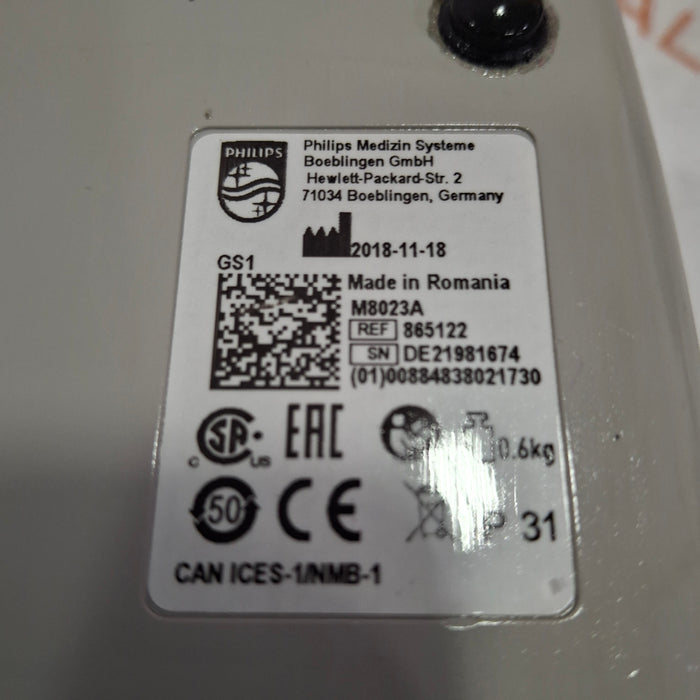 PHILIPS
Philips Medizin Systeme
Boeblingen GmbH
Hewlett-Packard-Str. 2
71034 Boeblingen, Germany
2018-11-18
GS1
Made in Romania
M8023A
REF 865122
SN DE21981674
(01)00884838021730
C SA US
EAC
0.6kg
50
CE
31
CAN ICES-1/NMB-1